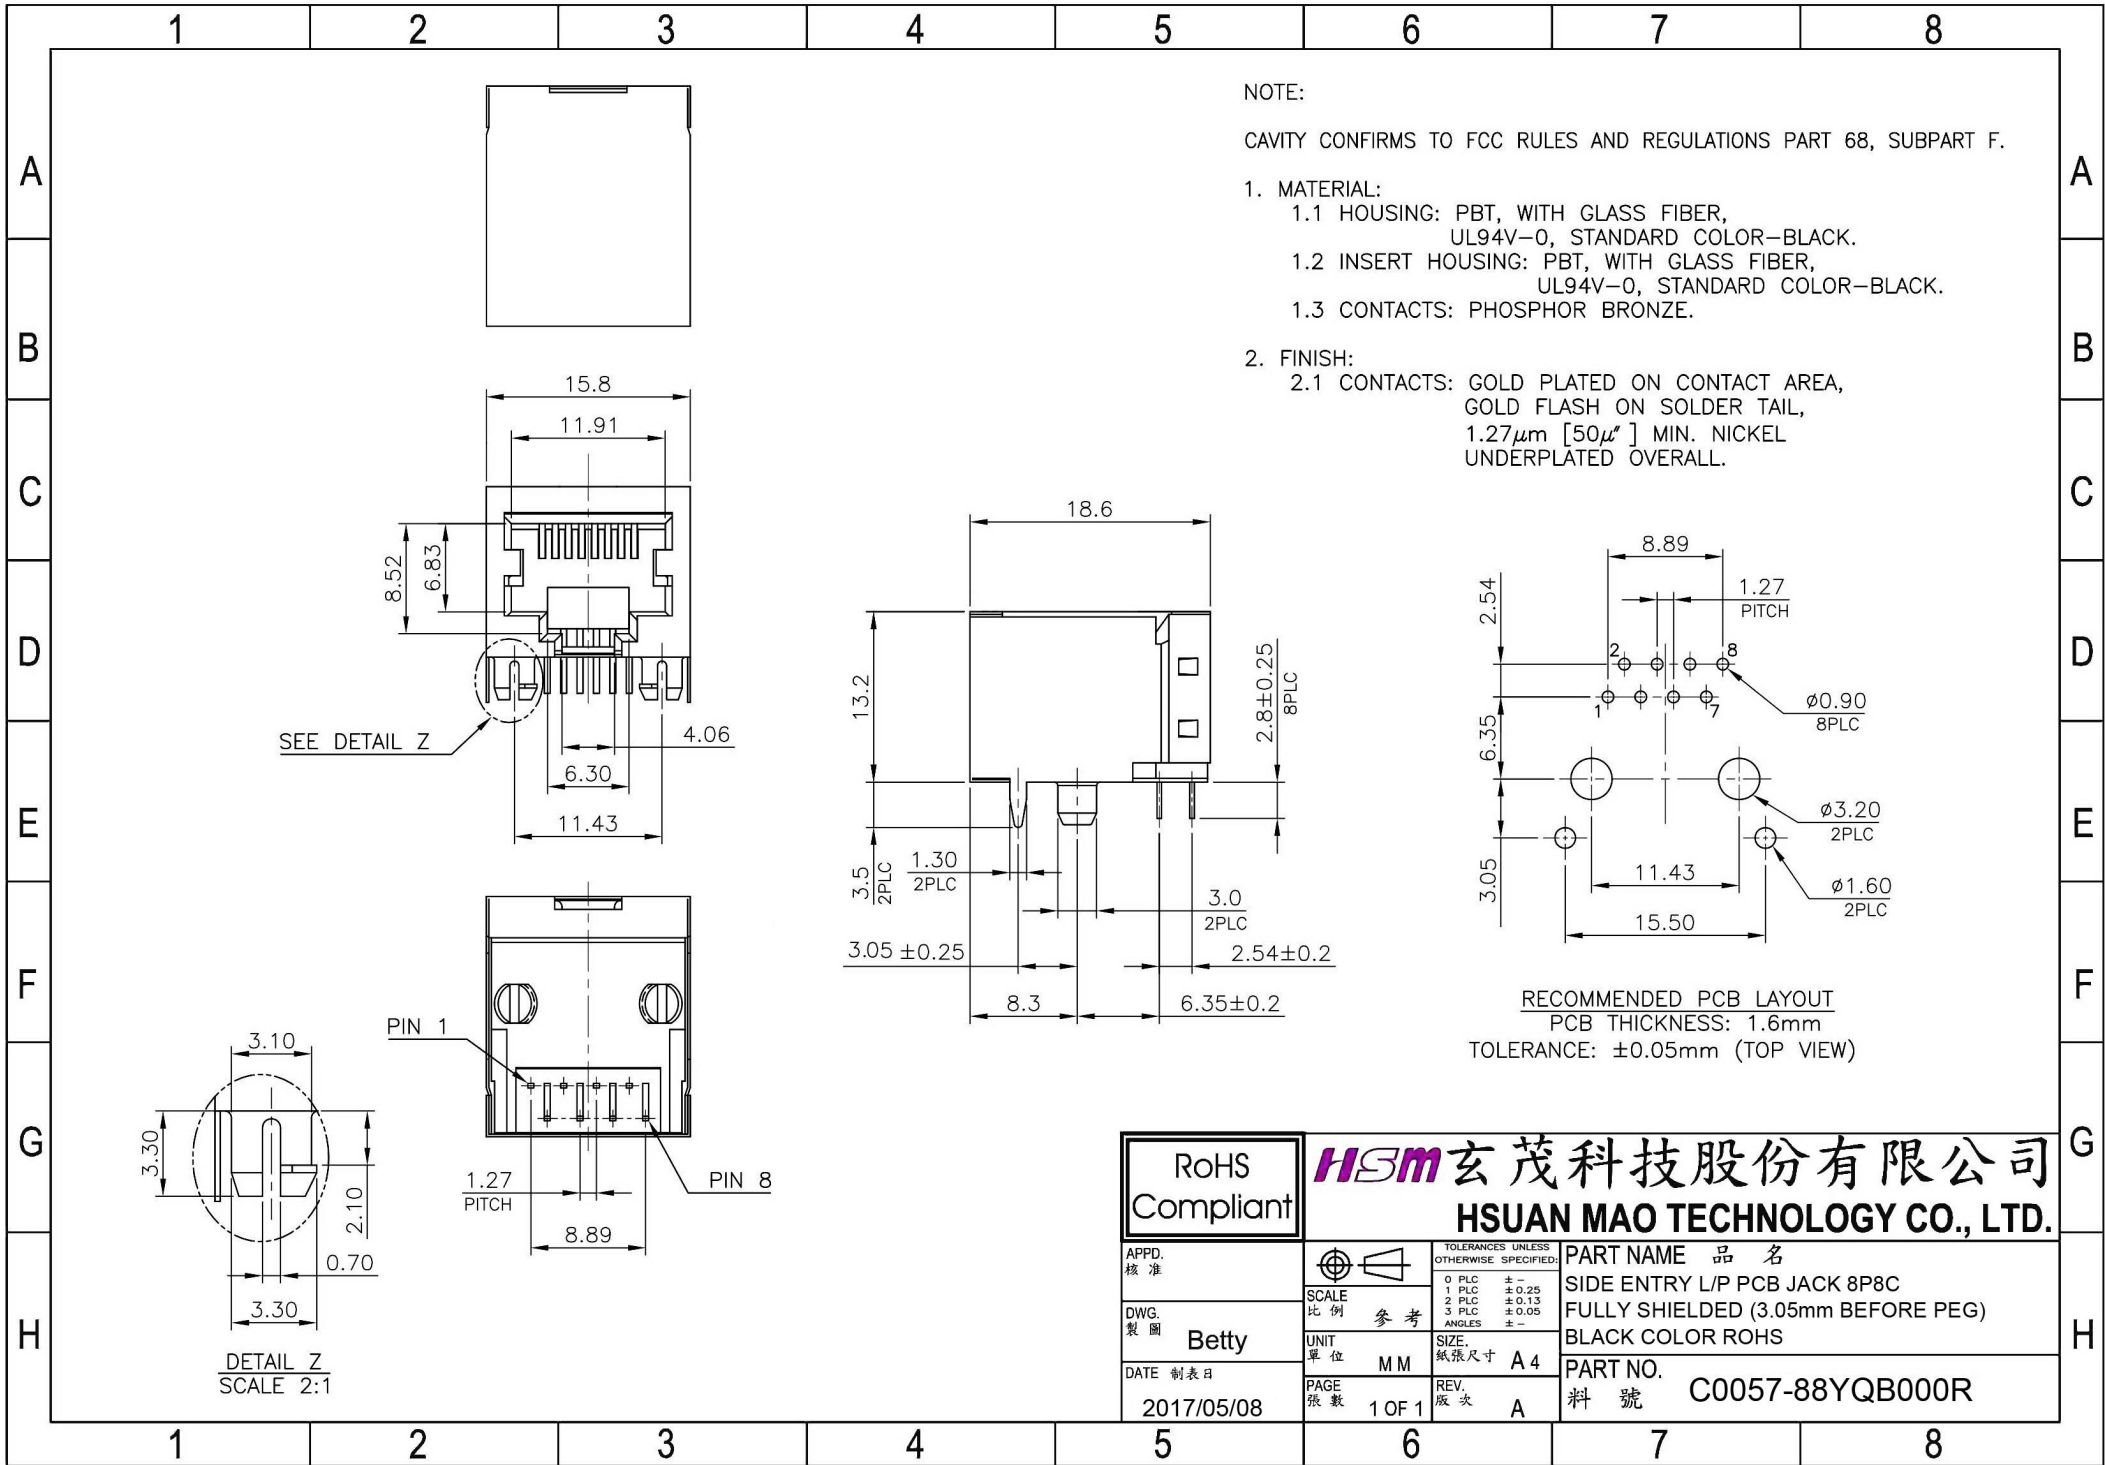 1 2 3 4 5 6 7 8
A
B
C
D
E
F
G
H
A
B
C
D
E
F
G
H
1 2 3 4 5 6 7 8
NOTE:
CAVITY CONFIRMS TO FCC RULES AND REGULATIONS PART 68, SUBPART F.
1. MATERIAL:
1.1 HOUSING: PBT, WITH GLASS FIBER,
UL94V-0, STANDARD COLOR-BLACK.
1.2 INSERT HOUSING: PBT, WITH GLASS FIBER,
UL94V-0, STANDARD COLOR-BLACK.
1.3 CONTACTS: PHOSPHOR BRONZE.
2. FINISH:
2.1 CONTACTS: GOLD PLATED ON CONTACT AREA,
GOLD FLASH ON SOLDER TAIL,
1.27μm [50μ″] MIN. NICKEL
UNDERPLATED OVERALL.
15.8
11.91
8.52
6.83
SEE DETAIL Z
4.06
6.30
11.43
18.6
13.2
2.8±0.25
8PLC
3.5
2PLC
1.30
2PLC
3.0
2PLC
3.05 ±0.25
2.54±0.2
8.3
6.35±0.2
8.89
2.54
1.27
PITCH
2
8
1
7
ø0.90
8PLC
6.35
ø3.20
2PLC
3.05
11.43
ø1.60
2PLC
15.50
RECOMMENDED PCB LAYOUT
PCB THICKNESS: 1.6mm
TOLERANCE: ±0.05mm (TOP VIEW)
PIN 1
PIN 8
1.27
PITCH
8.89
3.10
3.30
2.10
0.70
3.30
DETAIL Z
SCALE 2:1
RoHS
Compliant
HSM 玄茂科技股份有限公司
HSUAN MAO TECHNOLOGY CO., LTD.
APPD.
核 准
DWG.
製 圖
Betty
DATE 制表日
2017/05/08
SCALE
比 例 參 考
UNIT
單 位 MM
PAGE
張 數 1 OF 1
TOLERANCES UNLESS
OTHERWISE SPECIFIED:
0 PLC ± -
1 PLC ±0.25
2 PLC ±0.13
3 PLC ±0.05
ANGLES ± -
SIZE.
紙張尺寸 A4
REV.
版 次 A
PART NAME 品 名
SIDE ENTRY L/P PCB JACK 8P8C
FULLY SHIELDED (3.05mm BEFORE PEG)
BLACK COLOR ROHS
PART NO.
料 號 C0057-88YQB000R